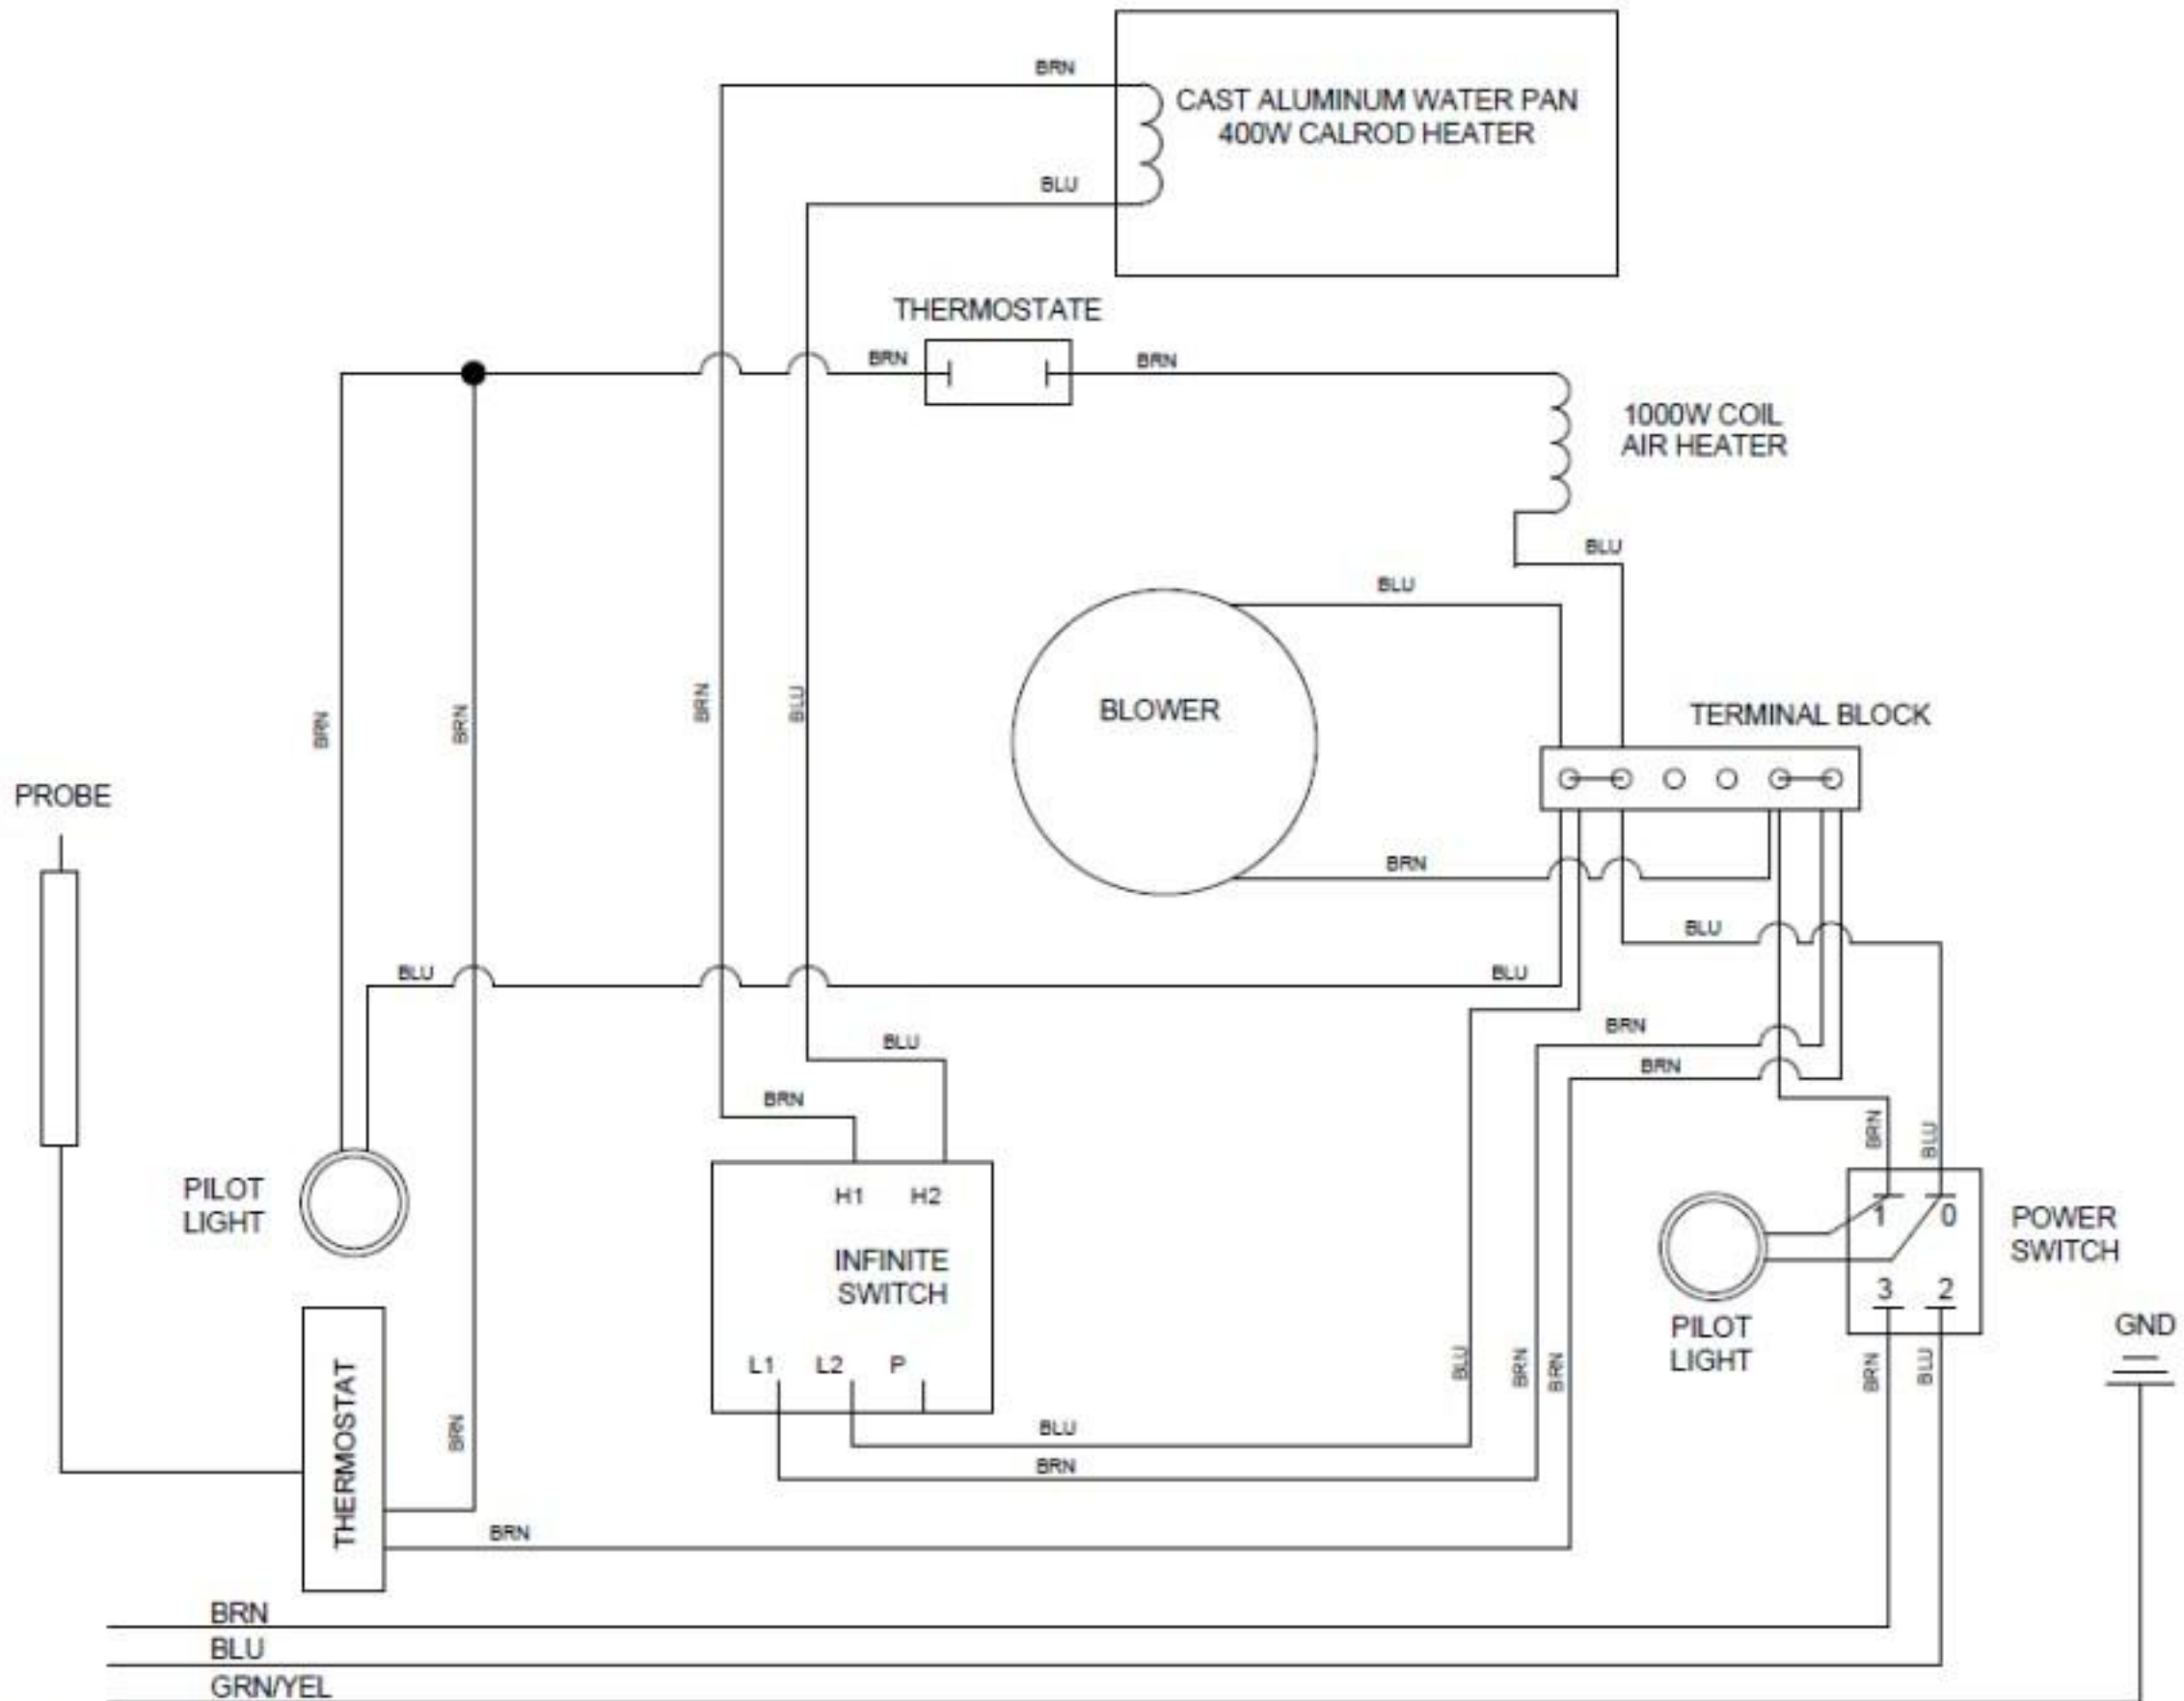 BRN
CAST ALUMINUM WATER PAN
400W CALROD HEATER
BLU
THERMOSTATE
BRN
BRN
1000W COIL
AIR HEATER
BLU
BLU
BLOWER
TERMINAL BLOCK
BRN
BRN
BRN
BLU
PROBE
BRN
BLU
BLU
BLU
BRN
BLU
BRN
BRN
BRN
BLU
PILOT
LIGHT
H1 H2
INFINITE
SWITCH
L1 L2 P
1 0
3 2
POWER
SWITCH
PILOT
LIGHT
GND
BLU
BRN
BRN
BRN
BLU
THERMOSTAT
BRN
BLU
BRN
BRN
BRN
BLU
GRN/YEL